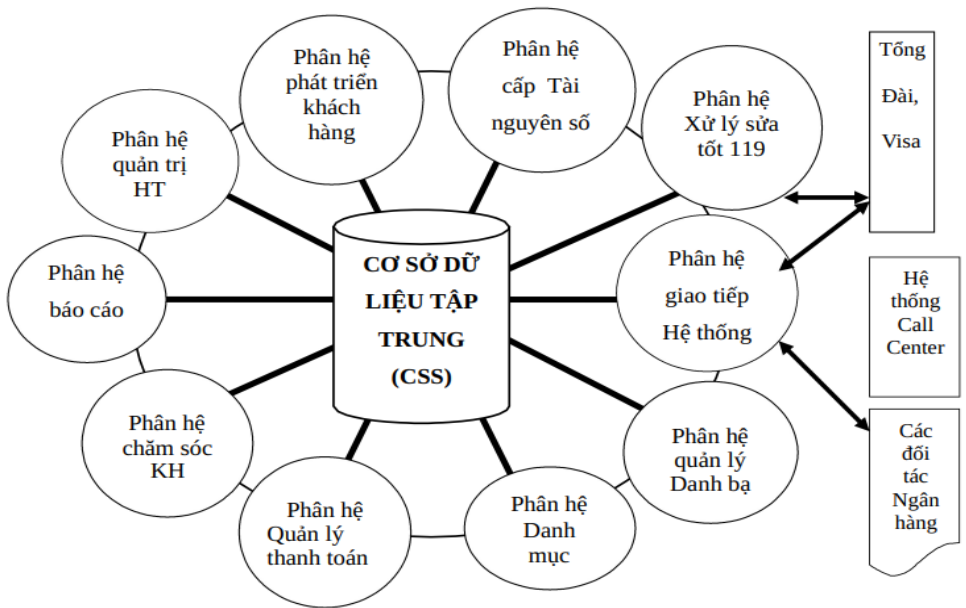 Phân hệ
phát triển
khách
hàng
Phân hệ
cấp Tài
nguyên số
Phân hệ
Xử lý sửa
tốt 119
Tổng
Đài,
Visa
Phân hệ
quản trị
HT
Phân hệ
báo cáo
CƠ SỞ DỮ
LIỆU TẬP
TRUNG
(CSS)
Phân hệ
giao tiếp
Hệ thống
Hệ
thống
Call
Center
Phân hệ
chăm sóc
KH
Phân hệ
Quản lý
thanh toán
Phân hệ
Danh
mục
Phân hệ
quản lý
Danh bạ
Các
đối
tác
Ngân
hàng